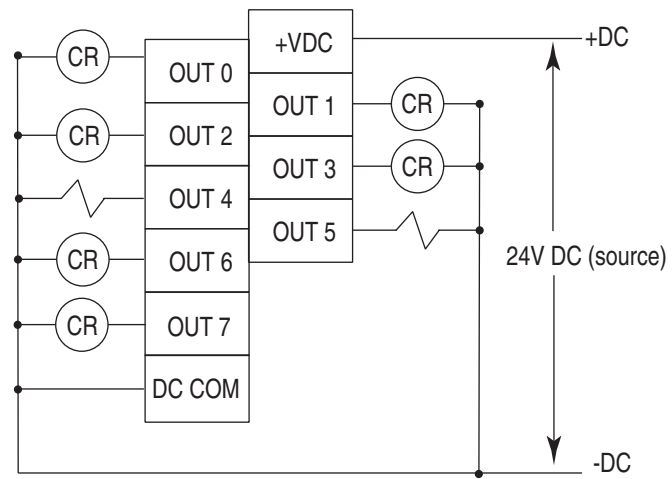 +VDC
+DC
CR
OUT 0
OUT 1
CR
CR
OUT 2
OUT 3
CR
OUT 4
OUT 5
24V DC (source)
CR
OUT 6
CR
OUT 7
DC COM
-DC